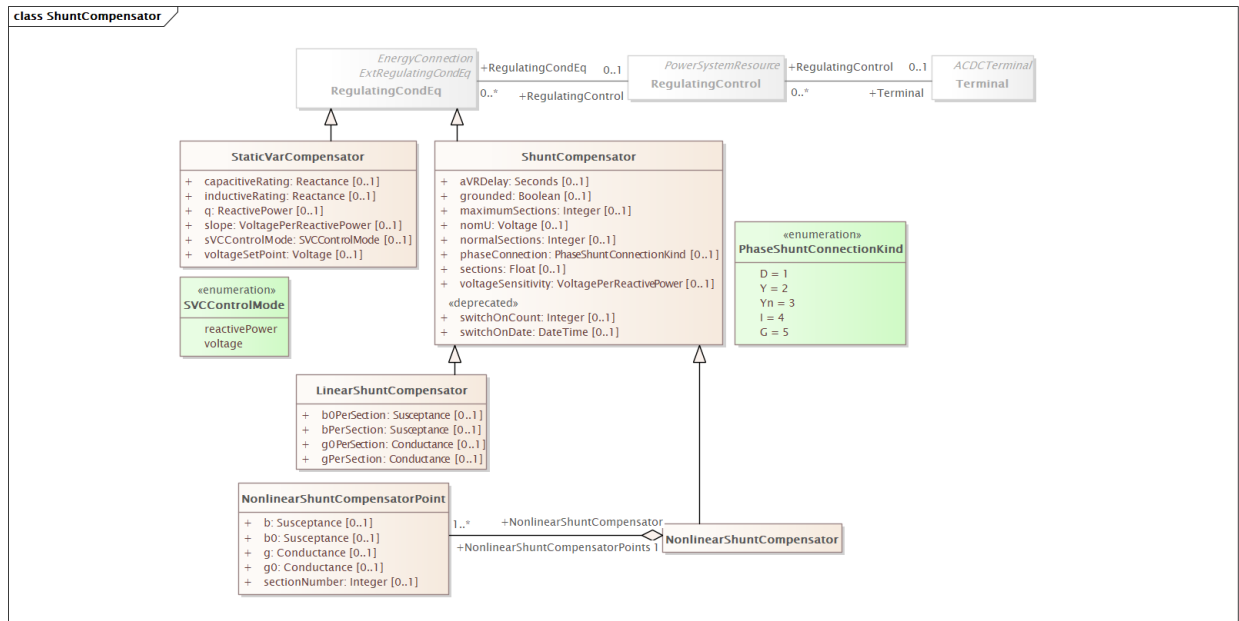 class ShuntCompensator
EnergyConnection
ExtRegulatingCondEq
RegulatingCondEq
+RegulatingCondEq 0..1
0..* +RegulatingControl
PowerSystemResource
RegulatingControl
+RegulatingControl 0..1
0..* +Terminal
ACDCTerminal
Terminal
StaticVarCompensator
+ capacitiveRating: Reactance [0..1]
+ inductiveRating: Reactance [0..1]
+ q: ReactivePower [0..1]
+ slope: VoltagePerReactivePower [0..1]
+ sVCControlMode: SVCControlMode [0..1]
+ voltageSetPoint: Voltage [0..1]
ShuntCompensator
+ aVRDelay: Seconds [0..1]
+ grounded: Boolean [0..1]
+ maximumSections: Integer [0..1]
+ nomU: Voltage [0..1]
+ normalSections: Integer [0..1]
+ phaseConnection: PhaseShuntConnectionKind [0..1]
+ sections: Float [0..1]
+ voltageSensitivity: VoltagePerReactivePower [0..1]
«deprecated»
+ switchOnCount: Integer [0..1]
+ switchOnDate: DateTime [0..1]
«enumeration»
PhaseShuntConnectionKind
D = 1
Y = 2
Yn = 3
I = 4
G = 5
«enumeration»
SVCControlMode
reactivePower
voltage
LinearShuntCompensator
+ b0PerSection: Susceptance [0..1]
+ bPerSection: Susceptance [0..1]
+ g0PerSection: Conductance [0..1]
+ gPerSection: Conductance [0..1]
NonlinearShuntCompensatorPoint
+ b: Susceptance [0..1]
+ b0: Susceptance [0..1]
+ g: Conductance [0..1]
+ g0: Conductance [0..1]
+ sectionNumber: Integer [0..1]
1..* +NonlinearShuntCompensator
+NonlinearShuntCompensatorPoints 1
NonlinearShuntCompensator